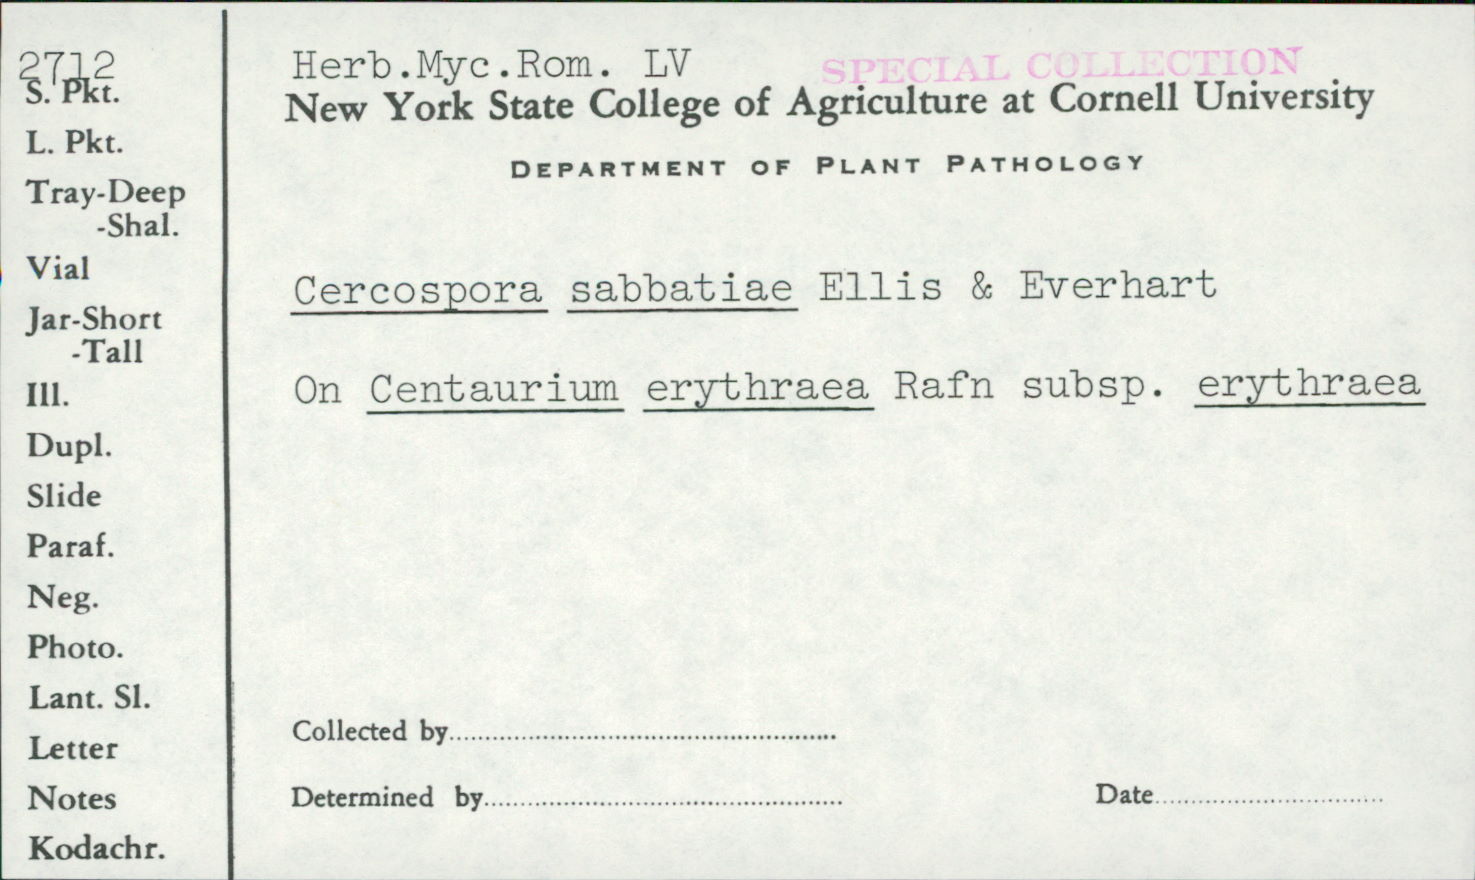 2712
S. Pkt.
L. Pkt.
Tray-Deep
-Shal.
Vial
Jar-Short
-Tall
Ill.
Dupl.
Slide
Paraf.
Neg.
Photo.
Lant. Sl.
Letter
Notes
Kodachr.
Herb.Myc.Rom. LV
SPECIAL COLLECTION
New York State College of Agriculture at Cornell University
DEPARTMENT OF PLANT PATHOLOGY
Cercospora sabbatiae Ellis & Everhart
On Centaurium erythraea Rafn subsp. erythraea
Collected by
Determined by
Date